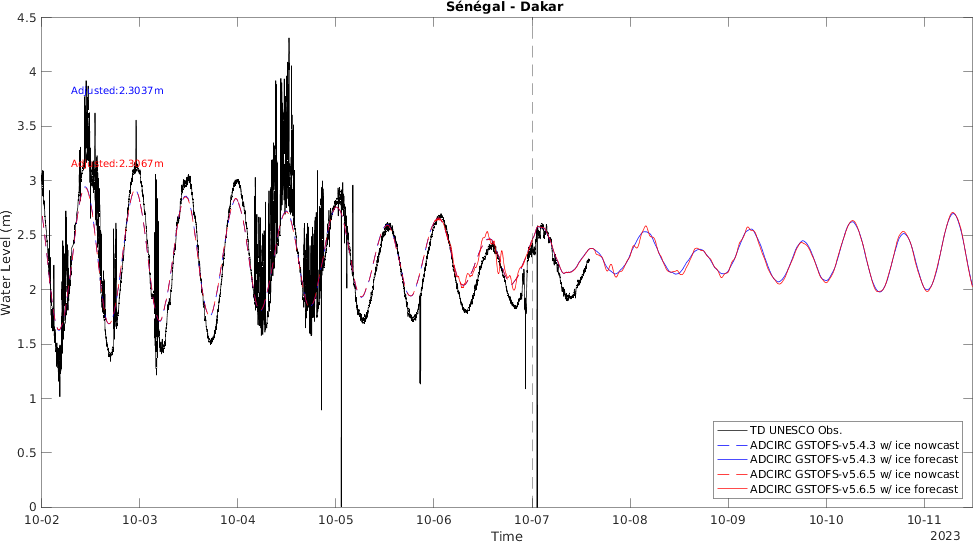 Sénégal - Dakar
4.5
4
3.5
3
2.5
2
1.5
1
0.5
0
Water Level (m)
Adjusted:2.3037m
Adjusted:2.3067m
TD UNESCO Obs.
ADCIRC GSTOFS-v5.4.3 w/ ice nowcast
ADCIRC GSTOFS-v5.4.3 w/ ice forecast
ADCIRC GSTOFS-v5.6.5 w/ ice nowcast
ADCIRC GSTOFS-v5.6.5 w/ ice forecast
10-02 10-03 10-04 10-05 10-06 10-07 10-08 10-09 10-10 10-11
Time
2023